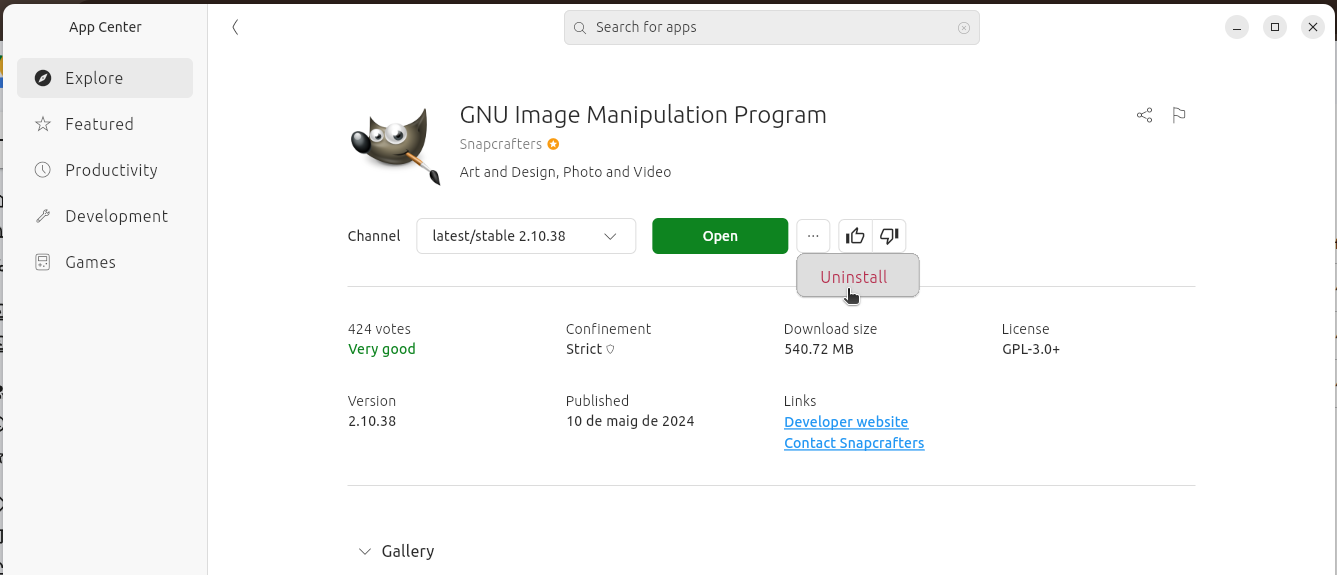 App Center
Search for apps
Explore
Featured
Productivity
Development
Games
GNU Image Manipulation Program
Snapcrafters
Art and Design, Photo and Video
Channel
latest/stable 2.10.38
Open
...
Uninstall
424 votes
Very good
Confinement
Strict
Download size
540.72 MB
License
GPL-3.0+
Version
2.10.38
Published
10 de maig de 2024
Links
Developer website
Contact Snapcrafters
Gallery